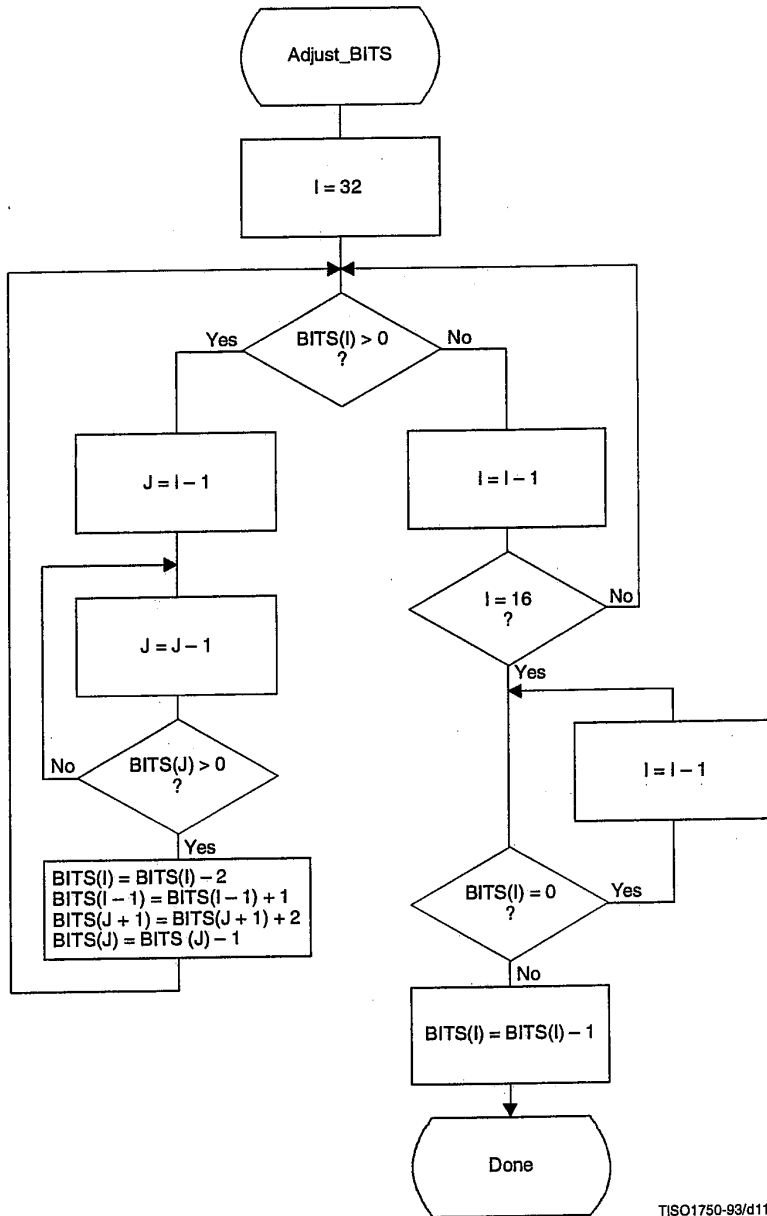 Adjust_BITS
I = 32
BITS(I) > 0
?
Yes
No
J = I – 1
I = I – 1
J = J – 1
I = 16
?
No
Yes
BITS(J) > 0
?
No
Yes
I = I – 1
BITS(I) = BITS(I) – 2
BITS(I – 1) = BITS(I – 1) + 1
BITS(J + 1) = BITS(J + 1) + 2
BITS(J) = BITS (J) – 1
BITS(I) = 0
?
Yes
No
BITS(I) = BITS(I) – 1
Done
TISO1750-93/d11